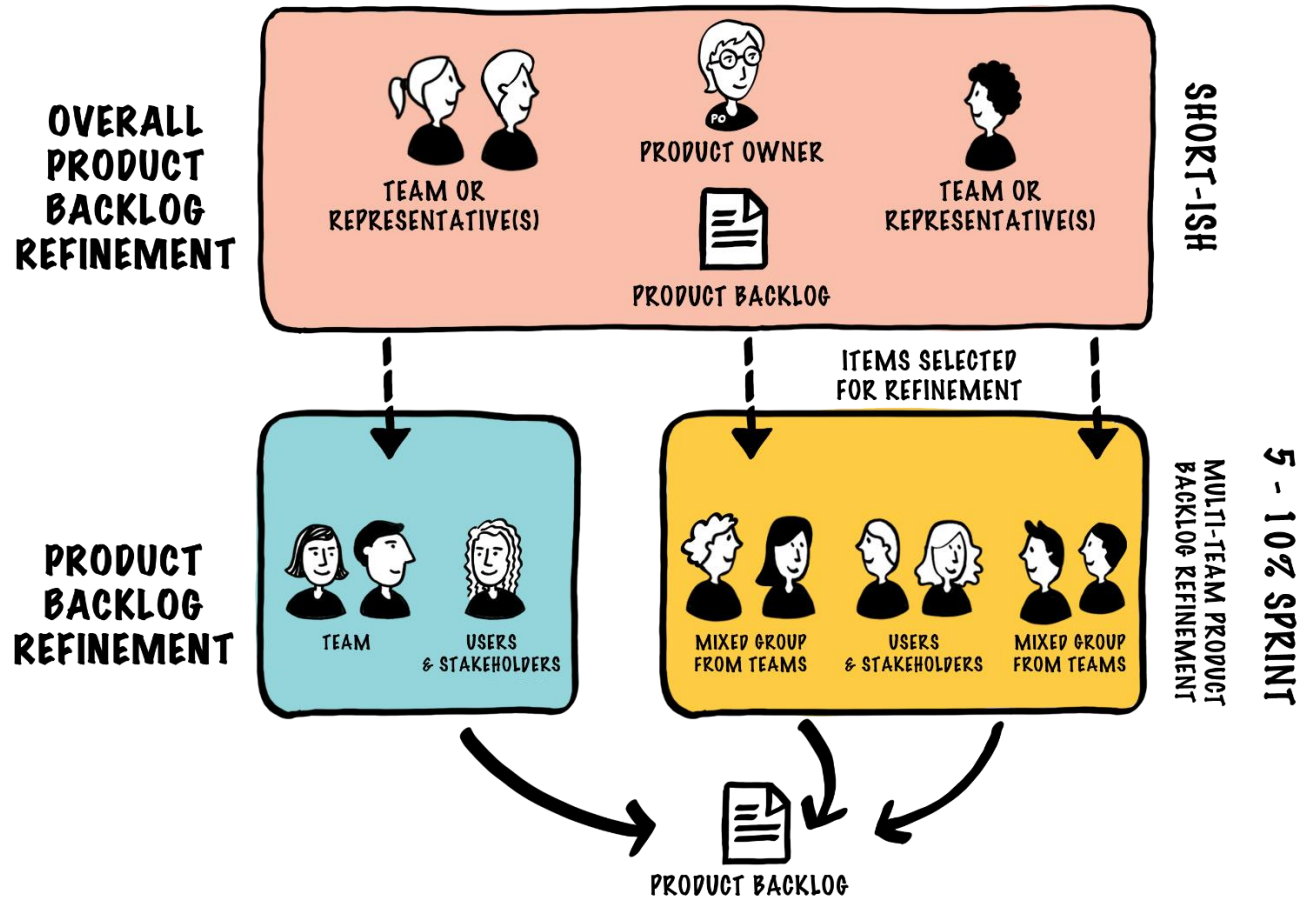 OVERALL
PRODUCT
BACKLOG
REFINEMENT
TEAM OR
REPRESENTATIVE(S)
PO
PRODUCT OWNER
PRODUCT BACKLOG
TEAM OR
REPRESENTATIVE(S)
SHORT-ISH
ITEMS SELECTED
FOR REFINEMENT
PRODUCT
BACKLOG
REFINEMENT
TEAM
USERS
& STAKEHOLDERS
MIXED GROUP
FROM TEAMS
USERS
& STAKEHOLDERS
MIXED GROUP
FROM TEAMS
MULTI-TEAM PRODUCT
BACKLOG REFINEMENT
5 - 10% SPRINT
PRODUCT BACKLOG